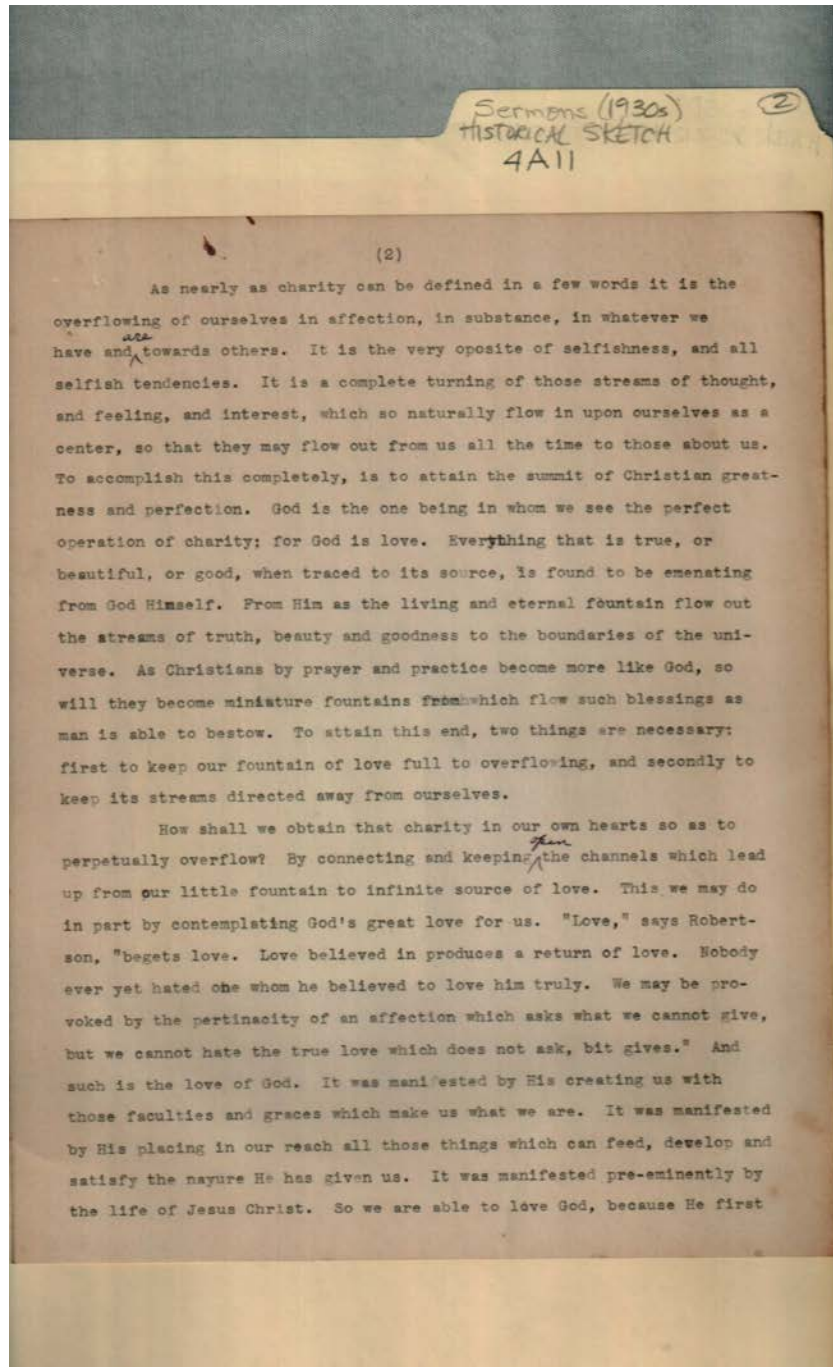 Sermons (1930s) ②
HISTORICAL SKETCH
4A11
(2)
As nearly as charity can be defined in a few words it is the
overflowing of ourselves in affection, in substance, in whatever we
have and are towards others. It is the very oposite of selfishness, and all
selfish tendencies. It is a complete turning of those streams of thought,
and feeling, and interest, which so naturally flow in upon ourselves as a
center, so that they may flow out from us all the time to those about us.
To accomplish this completely, is to attain the summit of Christian great-
ness and perfection. God is the one being in whom we see the perfect
operation of charity; for God is love. Everything that is true, or
beautiful, or good, when traced to its source, is found to be emenating
from God Himself. From Him as the living and eternal fountain flow out
the streams of truth, beauty and goodness to the boundaries of the uni-
verse. As Christians by prayer and practice become more like God, so
will they become miniature fountains from which flow such blessings as
man is able to bestow. To attain this end, two things are necessary:
first to keep our fountain of love full to overflowing, and secondly to
keep its streams directed away from ourselves.
How shall we obtain that charity in our own hearts so as to
perpetually overflow? By connecting and keeping open the channels which lead
up from our little fountain to infinite source of love. This we may do
in part by contemplating God's great love for us. "Love," says Robert-
son, "begets love. Love believed in produces a return of love. Nobody
ever yet hated one whom he believed to love him truly. We may be pro-
voked by the pertinacity of an affection which asks what we cannot give,
but we cannot hate the true love which does not ask, bit gives." And
such is the love of God. It was manifested by His creating us with
those faculties and graces which make us what we are. It was manifested
by His placing in our reach all those things which can feed, develop and
satisfy the nayure He has given us. It was manifested pre-eminently by
the life of Jesus Christ. So we are able to love God, because He first